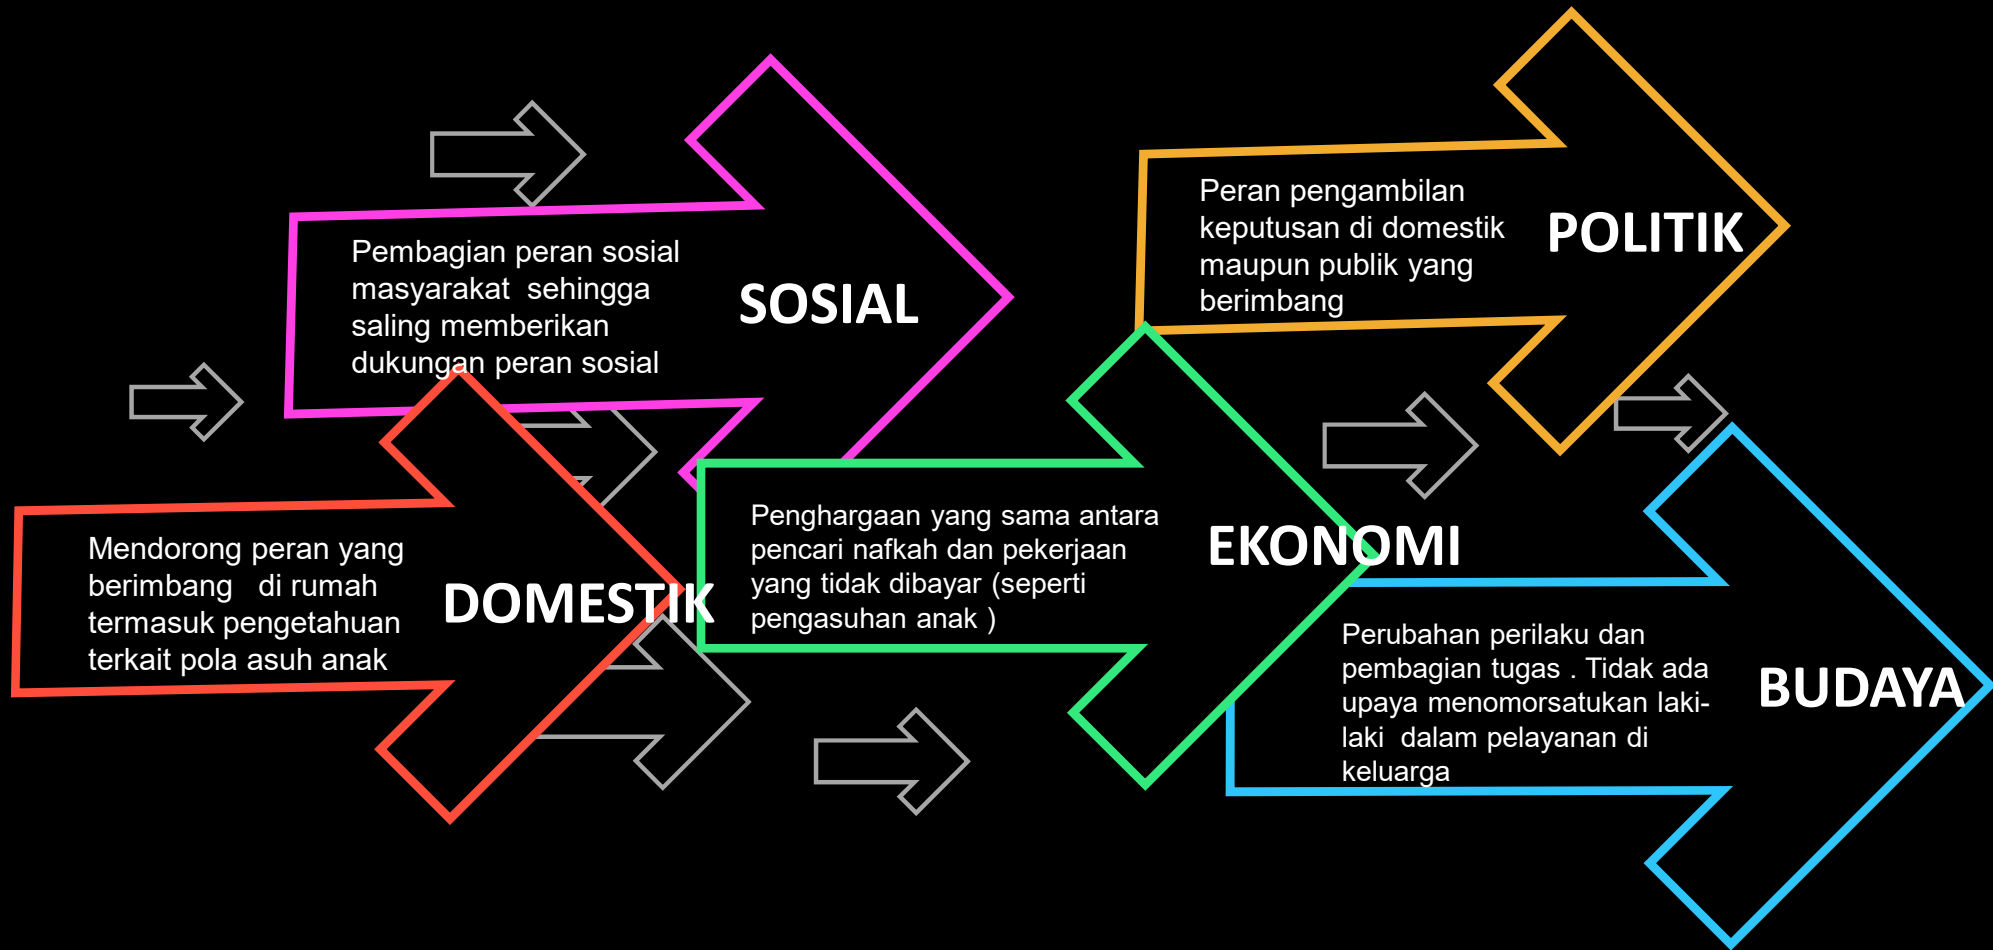 Pembagian peran sosial
masyarakat sehingga
saling memberikan
dukungan peran sosial
SOSIAL
Peran pengambilan
keputusan di domestik
maupun publik yang
berimbang
POLITIK
Mendorong peran yang
berimbang di rumah
termasuk pengetahuan
terkait pola asuh anak
DOMESTIK
Penghargaan yang sama antara
pencari nafkah dan pekerjaan
yang tidak dibayar (seperti
pengasuhan anak )
EKONOMI
Perubahan perilaku dan
pembagian tugas . Tidak ada
upaya menomorsatukan laki-
laki dalam pelayanan di
keluarga
BUDAYA